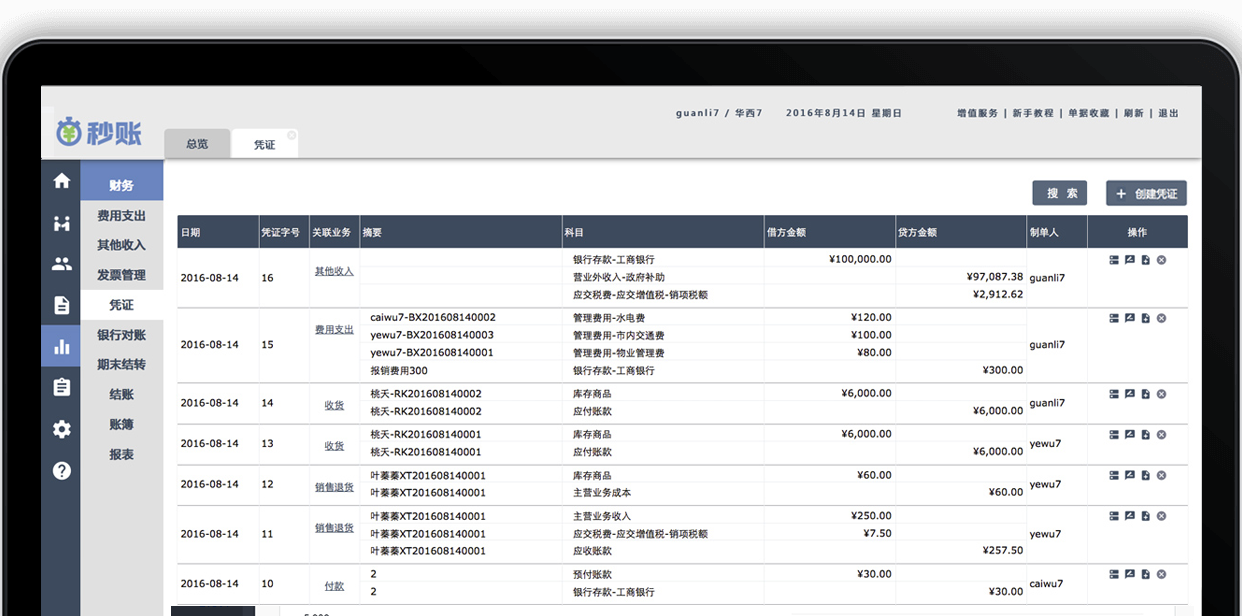 guanli7 / 华西7 2016年8月14日 星期日 增值服务 | 新手教程 | 单据收藏 | 刷新 | 退出
秒账
总览 凭证
财务
费用支出
其他收入
发票管理
凭证
银行对账
期末结转
结账
账簿
报表
搜 索 + 创建凭证
日期 凭证字号 关联业务 摘要 科目 借方金额 贷方金额 制单人 操作
2016-08-14 16 其他收入 guanli7
银行存款-工商银行 ¥100,000.00
营业外收入-政府补助 ¥97,087.38
应交税费-应交增值税-销项税额 ¥2,912.62
2016-08-14 15 费用支出 guanli7
caiwu7-BX201608140002 管理费用-水电费 ¥120.00
yewu7-BX201608140003 管理费用-市内交通费 ¥100.00
yewu7-BX201608140001 管理费用-物业管理费 ¥80.00
报销费用300 银行存款-工商银行 ¥300.00
2016-08-14 14 收货 guanli7
桃夭-RK201608140002 库存商品 ¥6,000.00
桃夭-RK201608140002 应付账款 ¥6,000.00
2016-08-14 13 收货 yewu7
桃夭-RK201608140001 库存商品 ¥6,000.00
桃夭-RK201608140001 应付账款 ¥6,000.00
2016-08-14 12 销售退货 yewu7
叶蓁蓁XT201608140001 库存商品 ¥60.00
叶蓁蓁XT201608140001 主营业务成本 ¥60.00
2016-08-14 11 销售退货 yewu7
叶蓁蓁XT201608140001 主营业务收入 ¥250.00
叶蓁蓁XT201608140001 应交税费-应交增值税-销项税额 ¥7.50
叶蓁蓁XT201608140001 应收账款 ¥257.50
2016-08-14 10 付款 caiwu7
2 预付账款 ¥30.00
2 银行存款-工商银行 ¥30.00